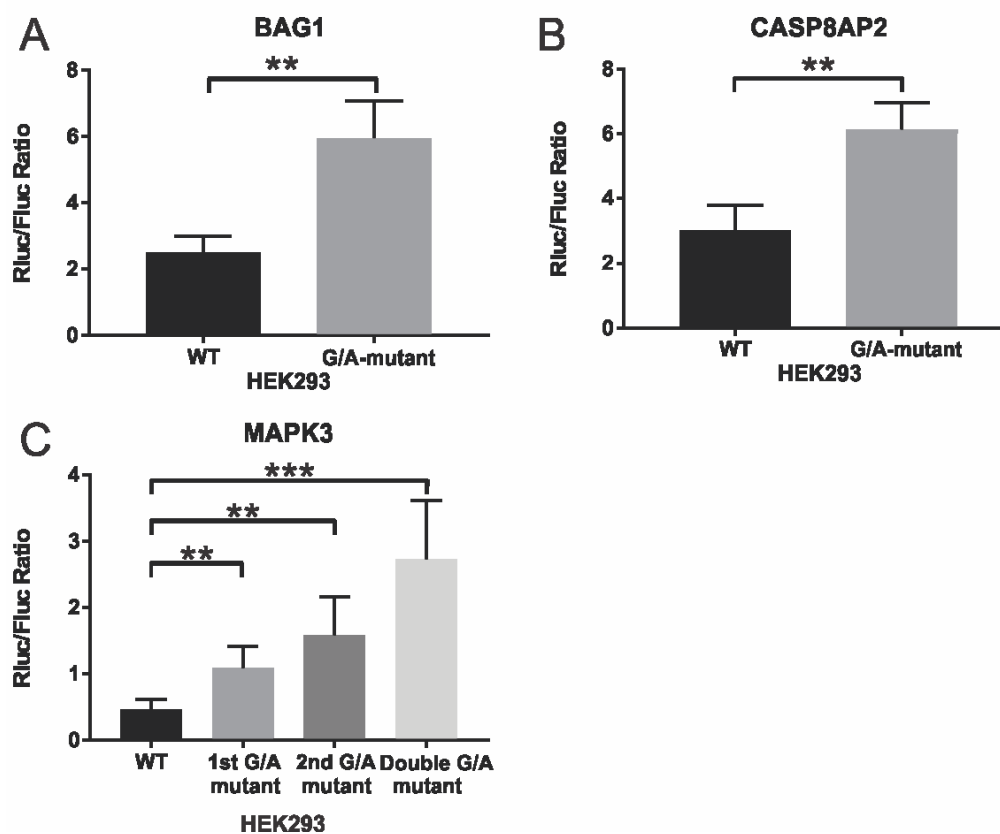 A
BAG1
**
8
6
4
2
0
Rluc/Fluc Ratio
WT
G/A-mutant
HEK293
B
CASP8AP2
**
8
6
4
2
0
Rluc/Fluc Ratio
WT
G/A-mutant
HEK293
C
MAPK3
***
**
**
4
3
2
1
0
Rluc/Fluc Ratio
WT
1st G/A
mutant
2nd G/A
mutant
Double G/A
mutant
HEK293